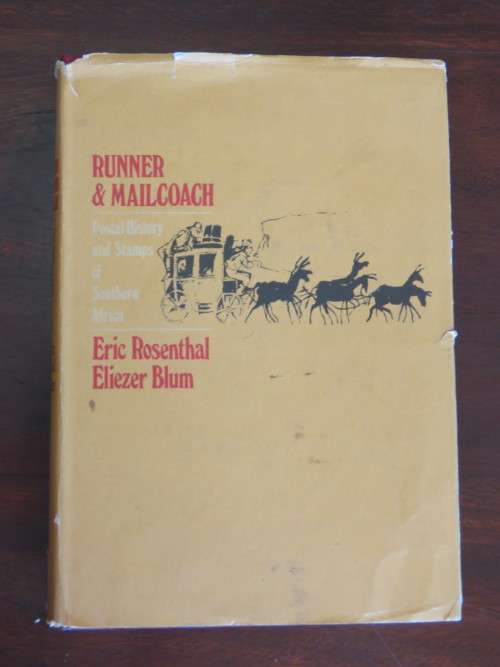 RUNNER
& MAILCOACH
Postal History
and Stamps
of
Southern
Africa
Eric Rosenthal
Eliezer Blum